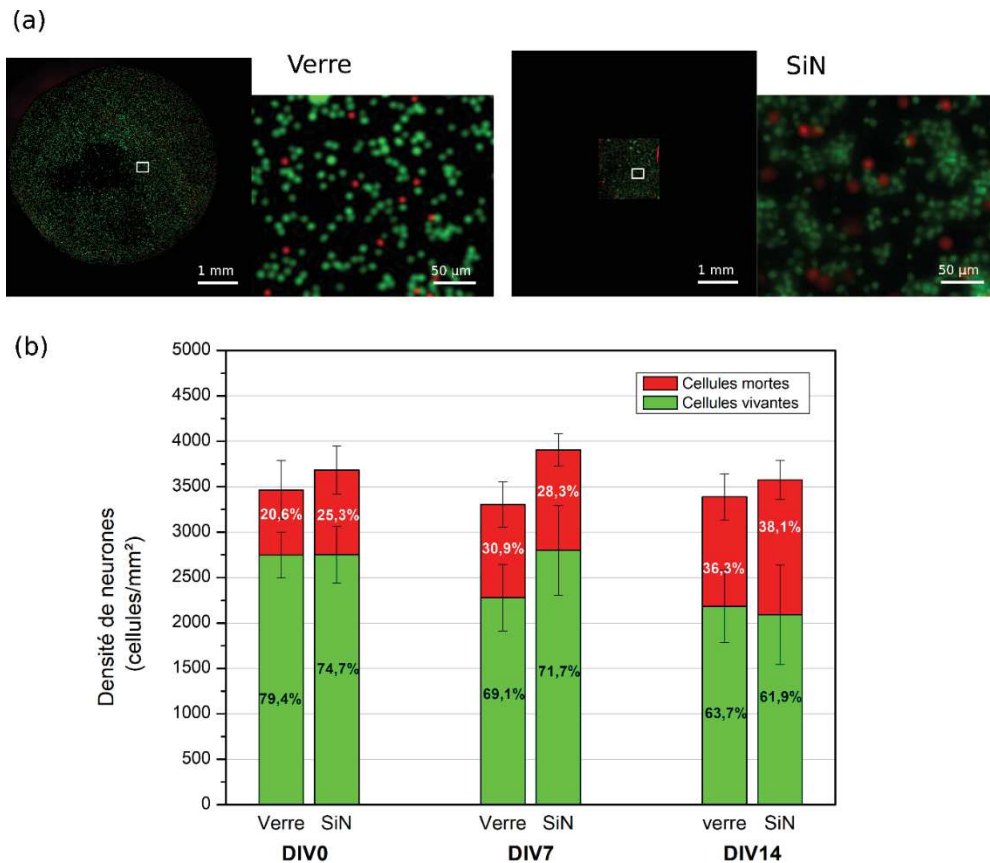 (a)
Verre
SiN
1 mm
50 µm
1 mm
50 µm
(b)
Densité de neurones
(cellules/mm²)
5000
4500
4000
3500
3000
2500
2000
1500
1000
500
0
Cellules mortes
Cellules vivantes
20,6%
25,3%
30,9%
28,3%
36,3%
38,1%
79,4%
74,7%
69,1%
71,7%
63,7%
61,9%
Verre SiN Verre SiN verre SiN
DIV0 DIV7 DIV14